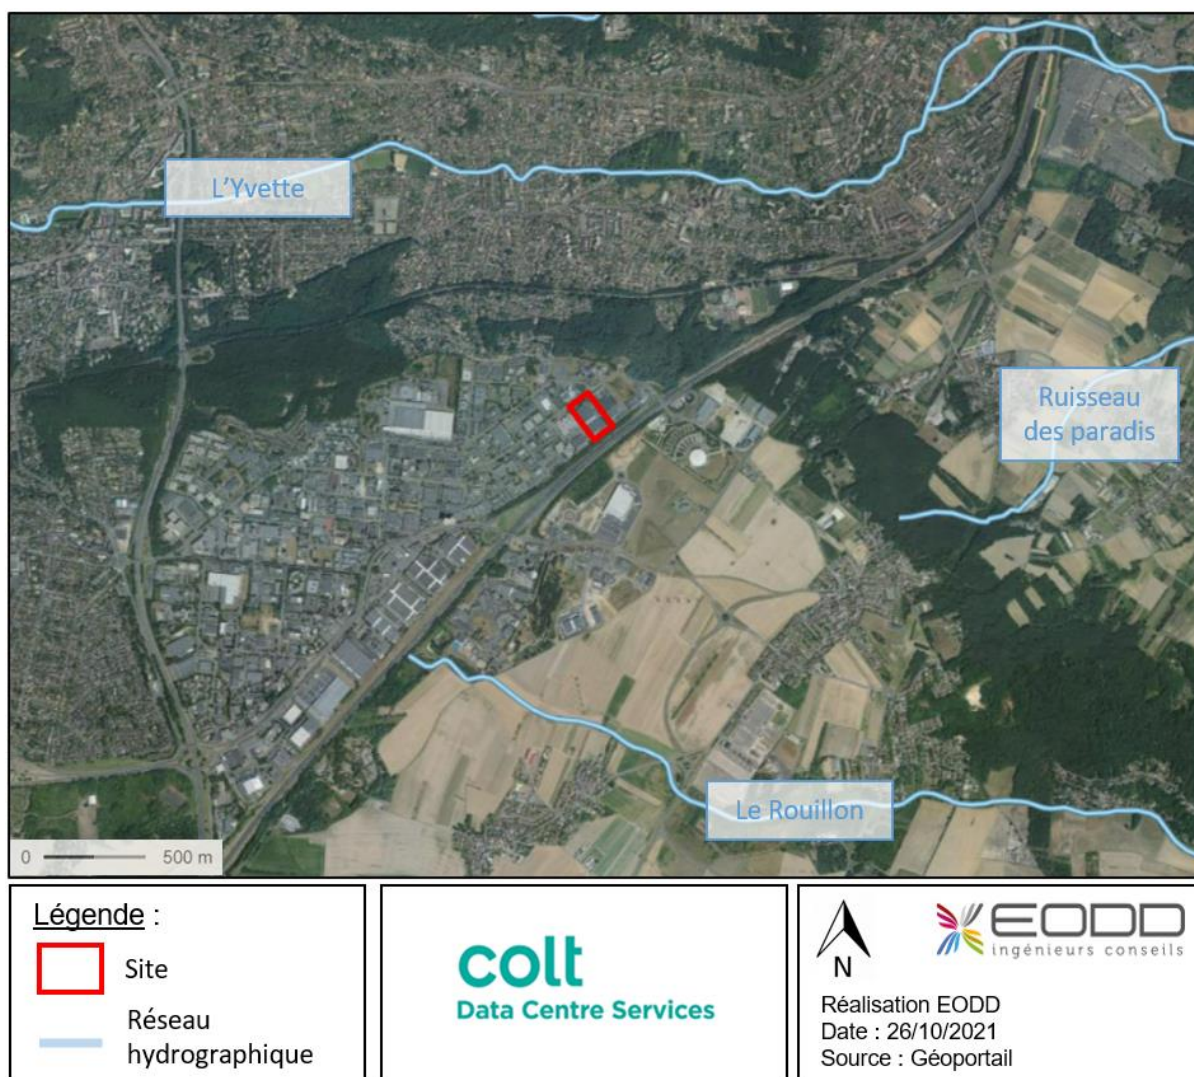 L'Yvette
Ruisseau
des paradis
Le Rouillon
0 500 m
Légende :
Site
Réseau
hydrographique
colt
Data Centre Services
N
EODD
ingénieurs conseils
Réalisation EODD
Date : 26/10/2021
Source : Géoportail